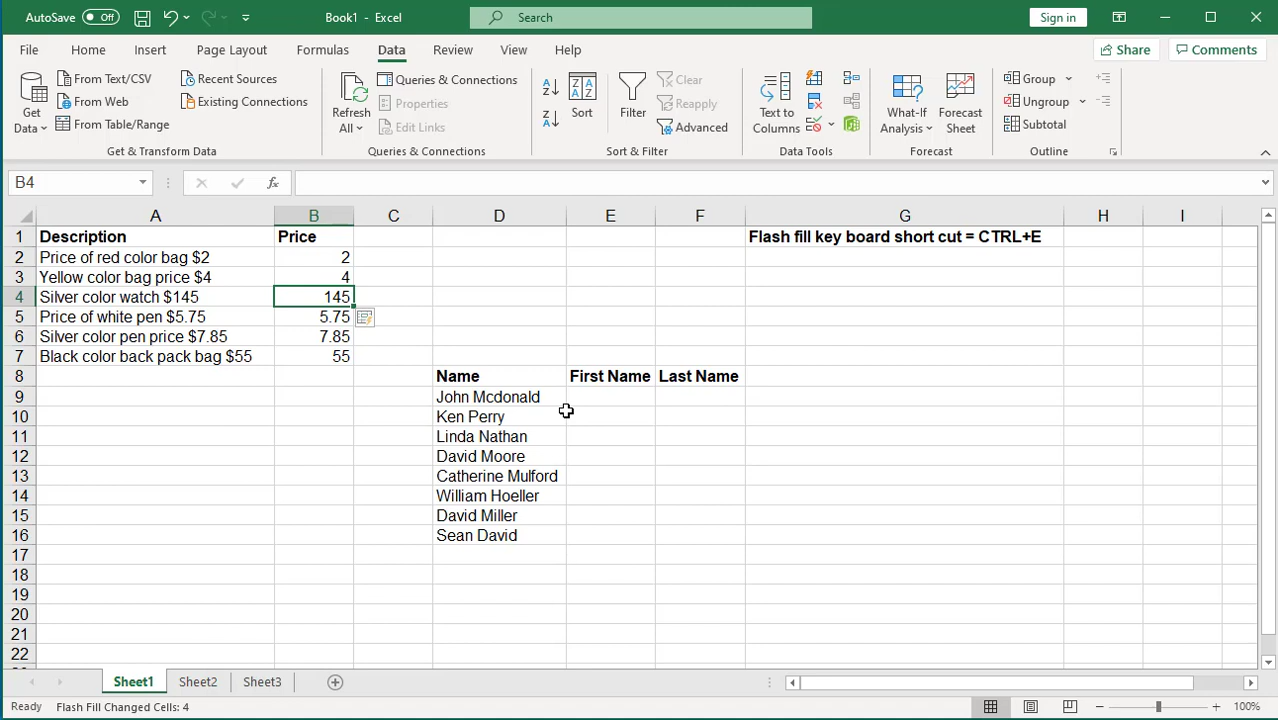 AutoSave Off Book1 - Excel Search Sign in
File Home Insert Page Layout Formulas Data Review View Help Share Comments
Get Data From Text/CSV From Web From Table/Range Recent Sources Existing Connections
Get & Transform Data
Refresh All Queries & Connections Properties Edit Links
Queries & Connections
Sort Filter Clear Reapply Advanced
Sort & Filter
Text to Columns
Data Tools
What-If Analysis Forecast Sheet
Forecast
Group Ungroup Subtotal
Outline
B4 fx
A B C D E F G H I
1 Description Price Flash fill key board short cut = CTRL+E
2 Price of red color bag $2 2
3 Yellow color bag price $4 4
4 Silver color watch $145 145
5 Price of white pen $5.75 5.75
6 Silver color pen price $7.85 7.85
7 Black color back pack bag $55 55
8 Name First Name Last Name
9 John Mcdonald
10 Ken Perry
11 Linda Nathan
12 David Moore
13 Catherine Mulford
14 William Hoeller
15 David Miller
16 Sean David
17
18
19
20
21
22
Sheet1 Sheet2 Sheet3
Ready Flash Fill Changed Cells: 4 100%